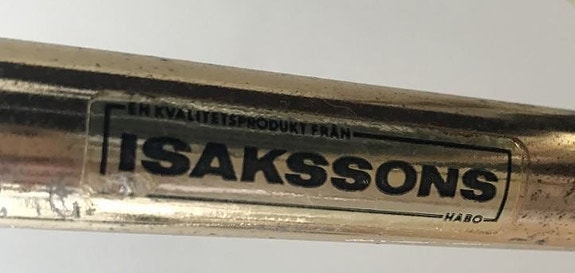 EN KVALITETSPRODUKT FRÅN
ISAKSSONS
HABO